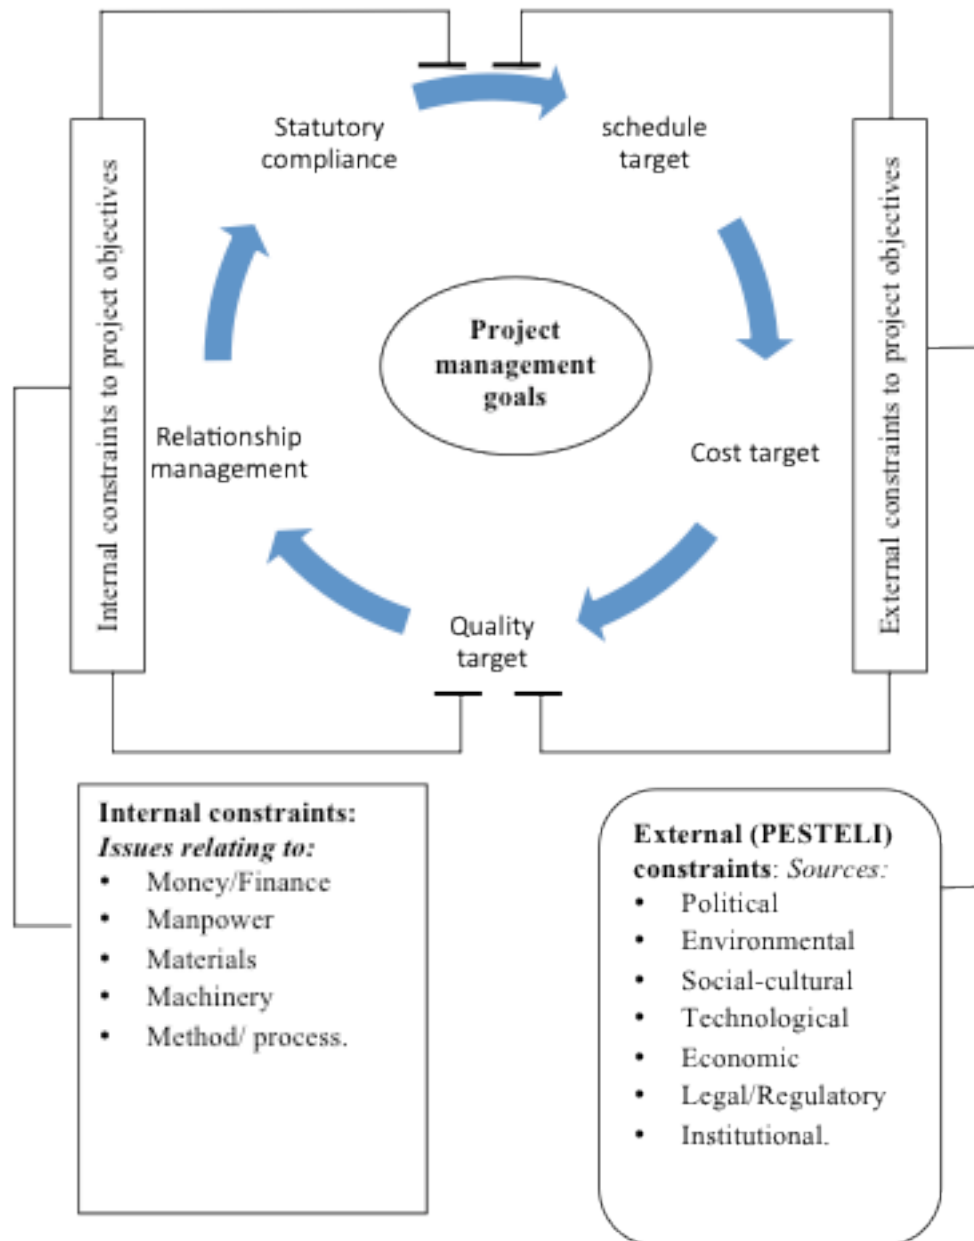 Statutory
compliance
schedule
target
Internal constraints to project objectives
External constraints to project objectives
Project
management
goals
Relationship
management
Cost target
Quality
target
Internal constraints:
Issues relating to:
• Money/Finance
• Manpower
• Materials
• Machinery
• Method/ process.
External (PESTELI)
constraints: Sources:
• Political
• Environmental
• Social-cultural
• Technological
• Economic
• Legal/Regulatory
• Institutional.